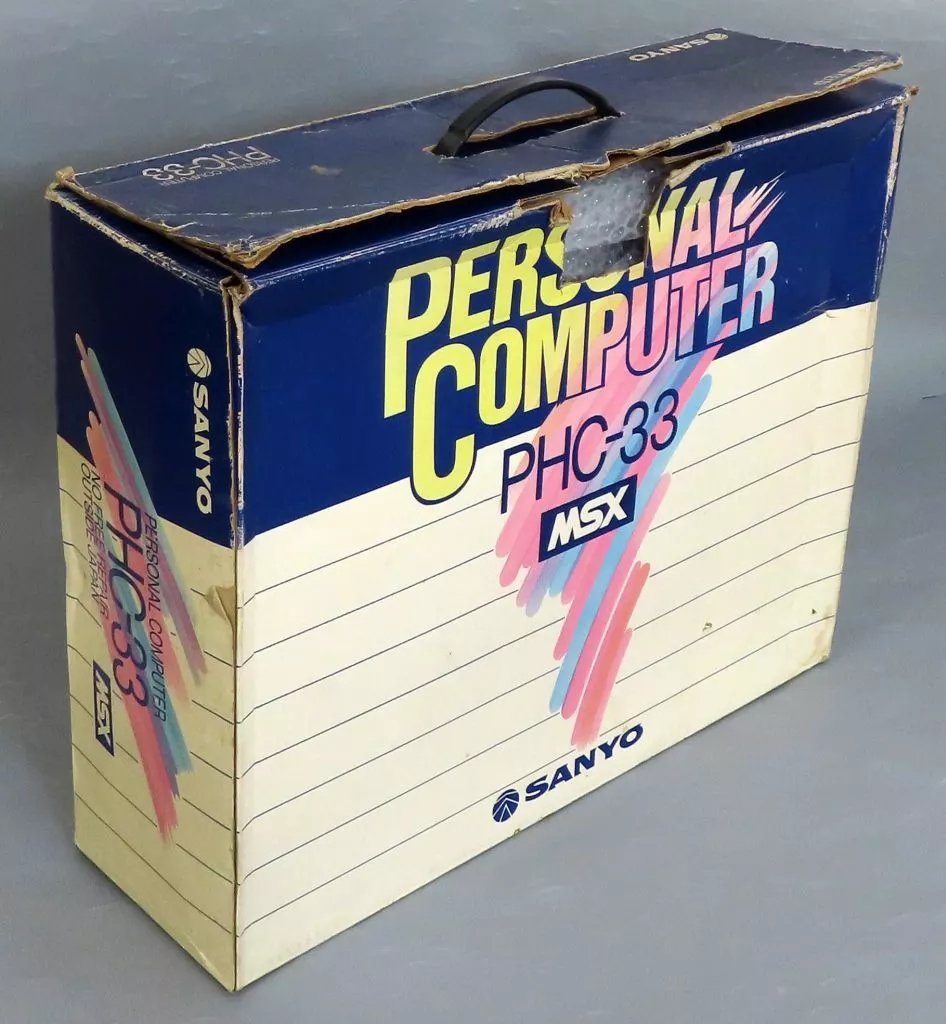 SANYO
PERSONAL COMPUTER
PHC-33
PERSONAL
COMPUTER
PHC-33
MSX
SANYO
SANYO
PERSONAL COMPUTER
PHC-33
MSX
NO FREE REPAIR
OUTSIDE JAPAN